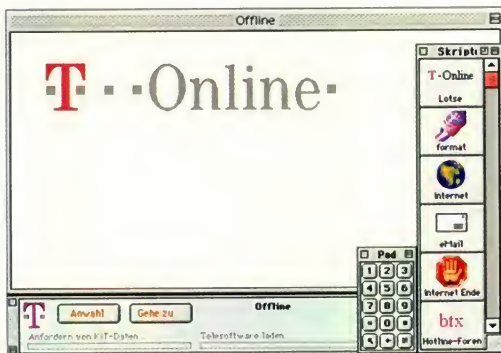 Offline
T··Online·
Skripte
T-Online
Lotse
format
Internet
eMail
Internet Ende
btx
Hotline-Foren
Pad
1 2 3
4 5 6
7 8 9
0
Anwahl
Gehe zu
Offline
Anfordern von KIT-Daten...
Telesoftware laden